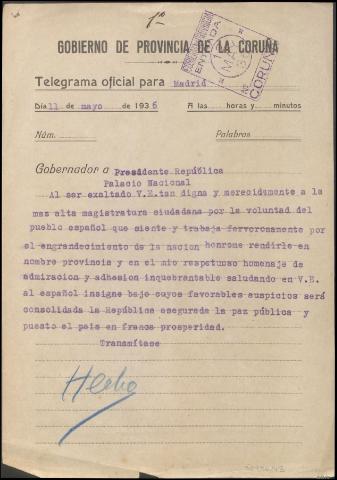 1º
GOBIERNO DE PROVINCIA DE LA CORUÑA
ENTRADA
MAY
CORUÑA
Telegrama oficial para Madrid
Día 11 de mayo de 1936 A las horas y minutos
Núm. Palabras
Gobernador a Presidente República
Palacio Nacional
Al ser exaltado V.E.tan digna y merecidamente a la
mas alta magistratura ciudadana por la voluntad del
pueblo español que siente y trabaja fervorosamente por
el engrandecimiento de la nacion honrome rendirle en
nombre provincia y en el mio respetuoso homenaje de
admiracion y adhesion inquebrantable saludando en V.E.
al español insigne bajo cuyos favorables auspicios será
consolidada la República asegurada la paz pública y
puesto el pais en franca prosperidad.
Transmítase
Hecho